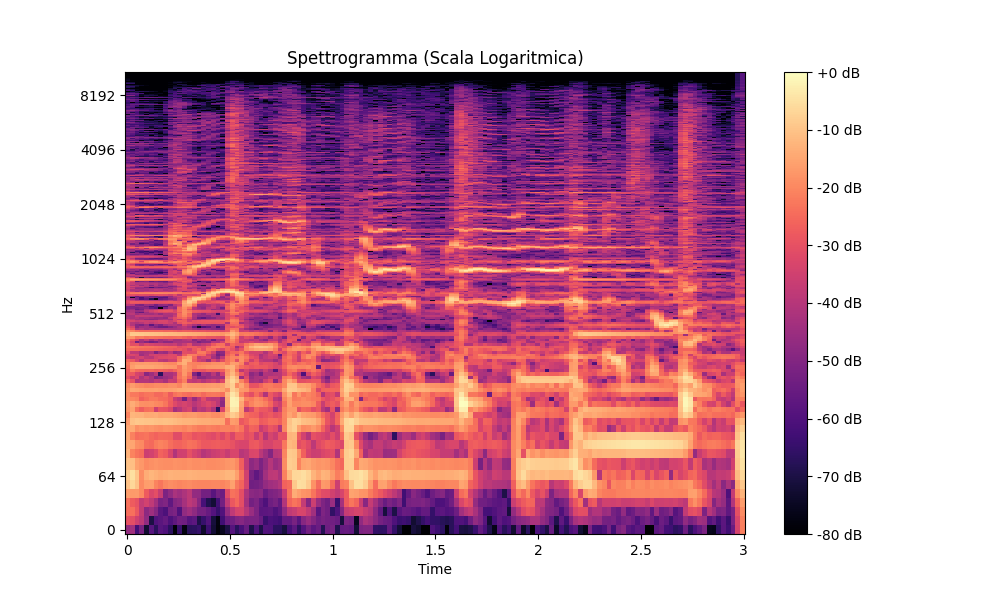 Spettrogramma (Scala Logaritmica)
Hz
8192
4096
2048
1024
512
256
128
64
0
0
0.5
1
1.5
2
2.5
3
Time
+0 dB
-10 dB
-20 dB
-30 dB
-40 dB
-50 dB
-60 dB
-70 dB
-80 dB